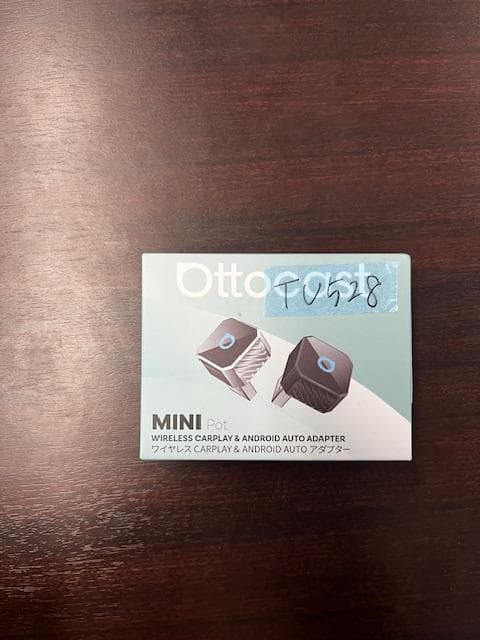 Ottocast
TU528
MINI Pot
WIRELESS CARPLAY & ANDROID AUTO ADAPTER
ワイヤレス CARPLAY & ANDROID AUTO アダプター